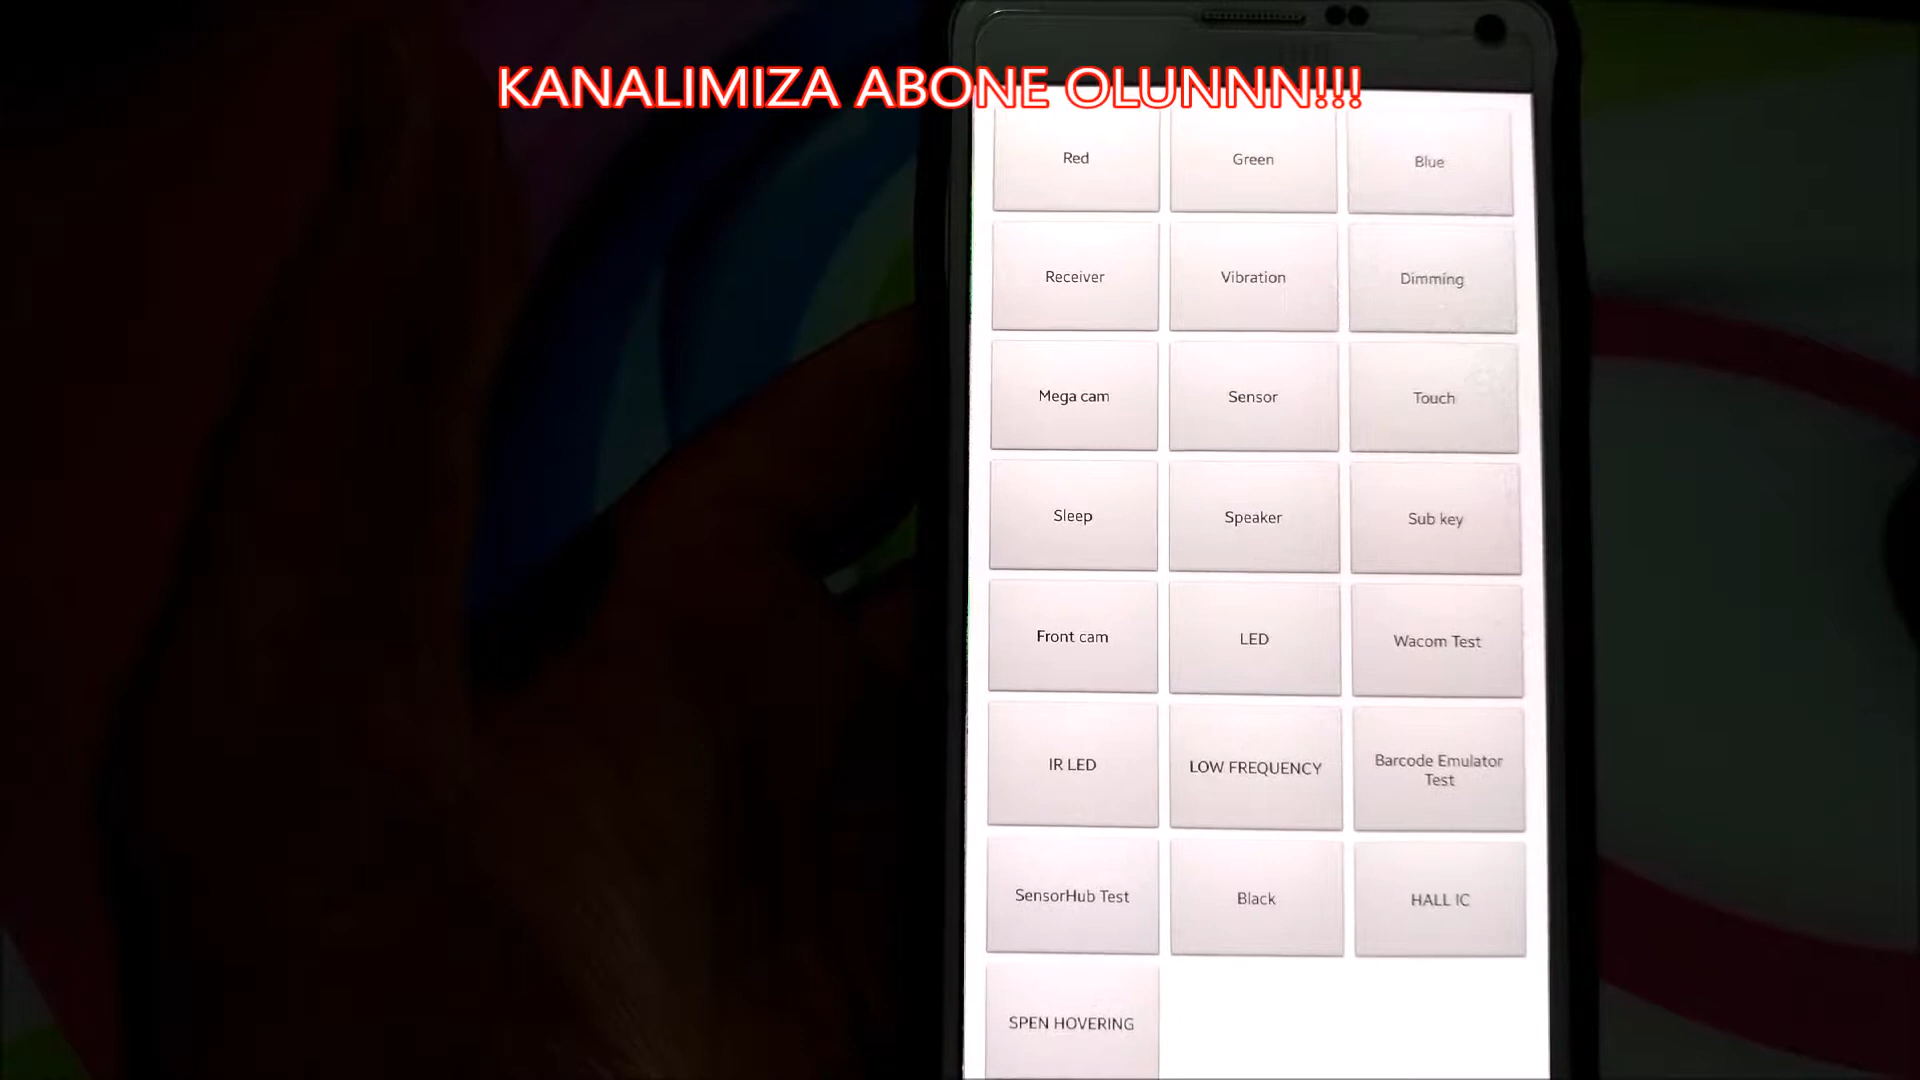 KANALIMIZA ABONE OLUNNN!!!
Red
Green
Blue
Receiver
Vibration
Dimming
Mega cam
Sensor
Touch
Sleep
Speaker
Sub key
Front cam
LED
Wacom Test
IR LED
LOW FREQUENCY
Barcode Emulator
Test
SensorHub Test
Black
HALL IC
SPEN HOVERING